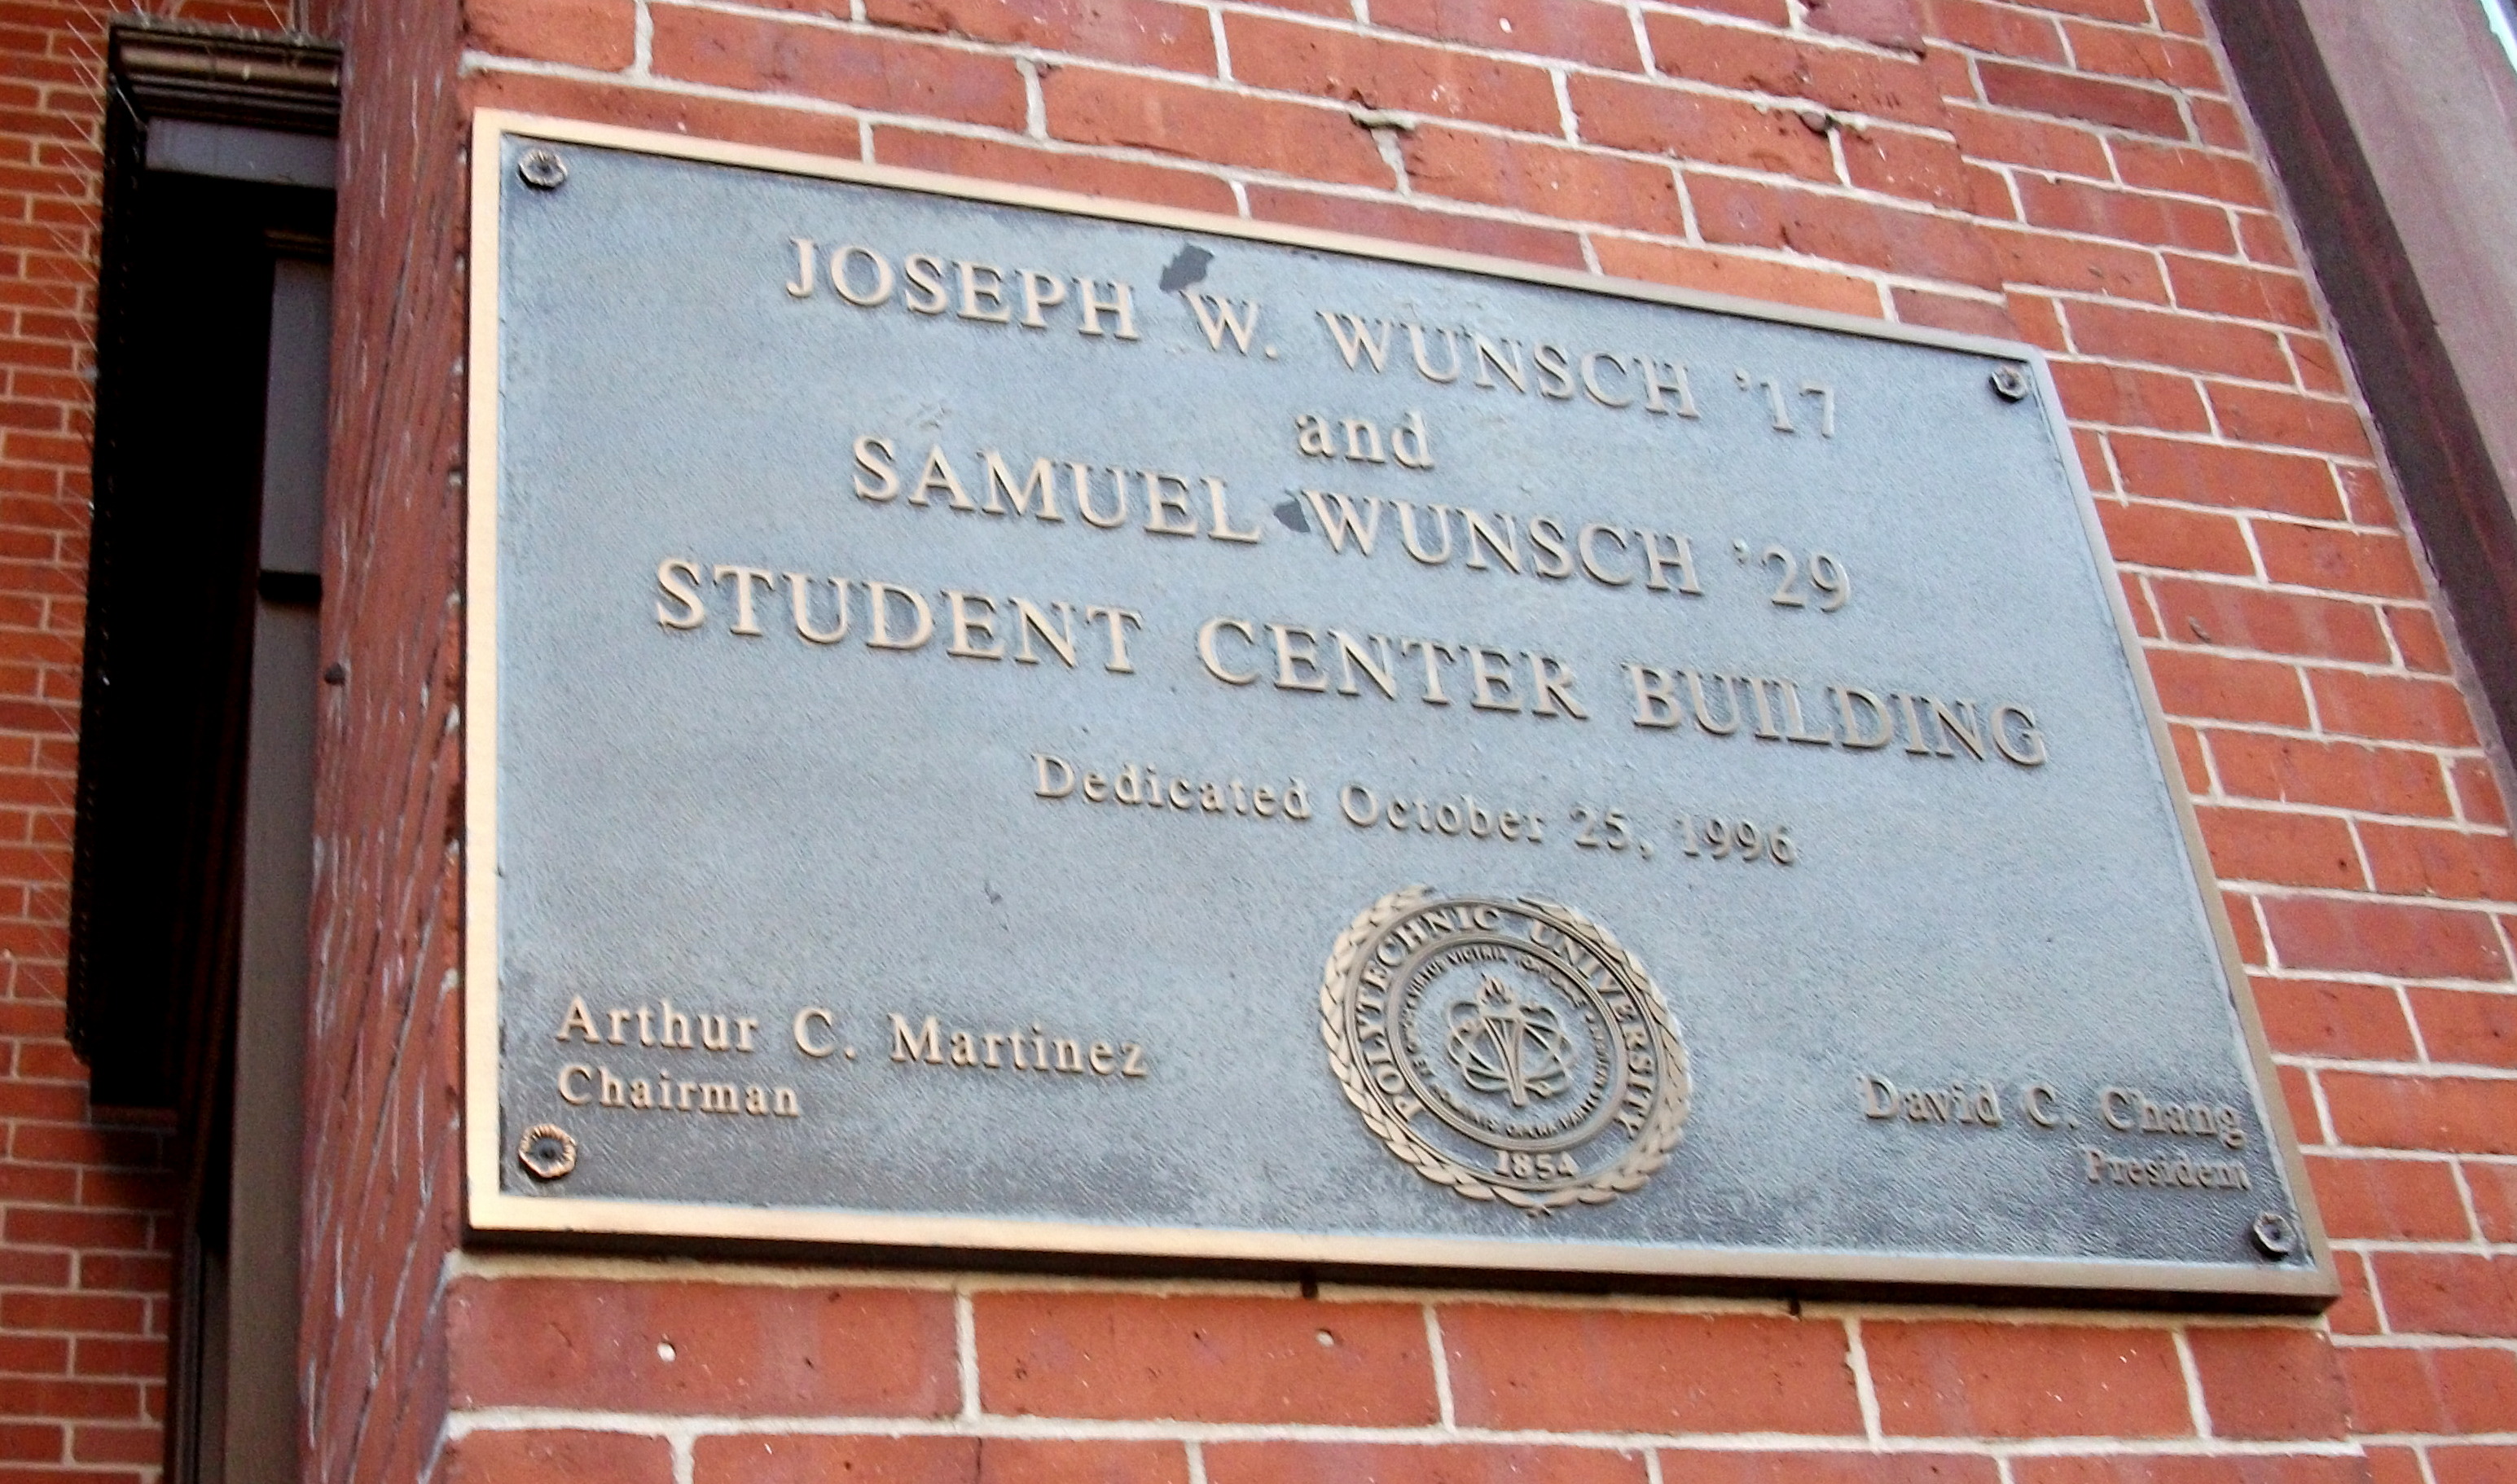 JOSEPH W. WUNSCH '17
and
SAMUEL WUNSCH '29
STUDENT CENTER BUILDING
Dedicated October 25, 1996
Arthur C. Martinez
Chairman
POLYTECHNIC UNIVERSITY
1854
David C. Chang
President